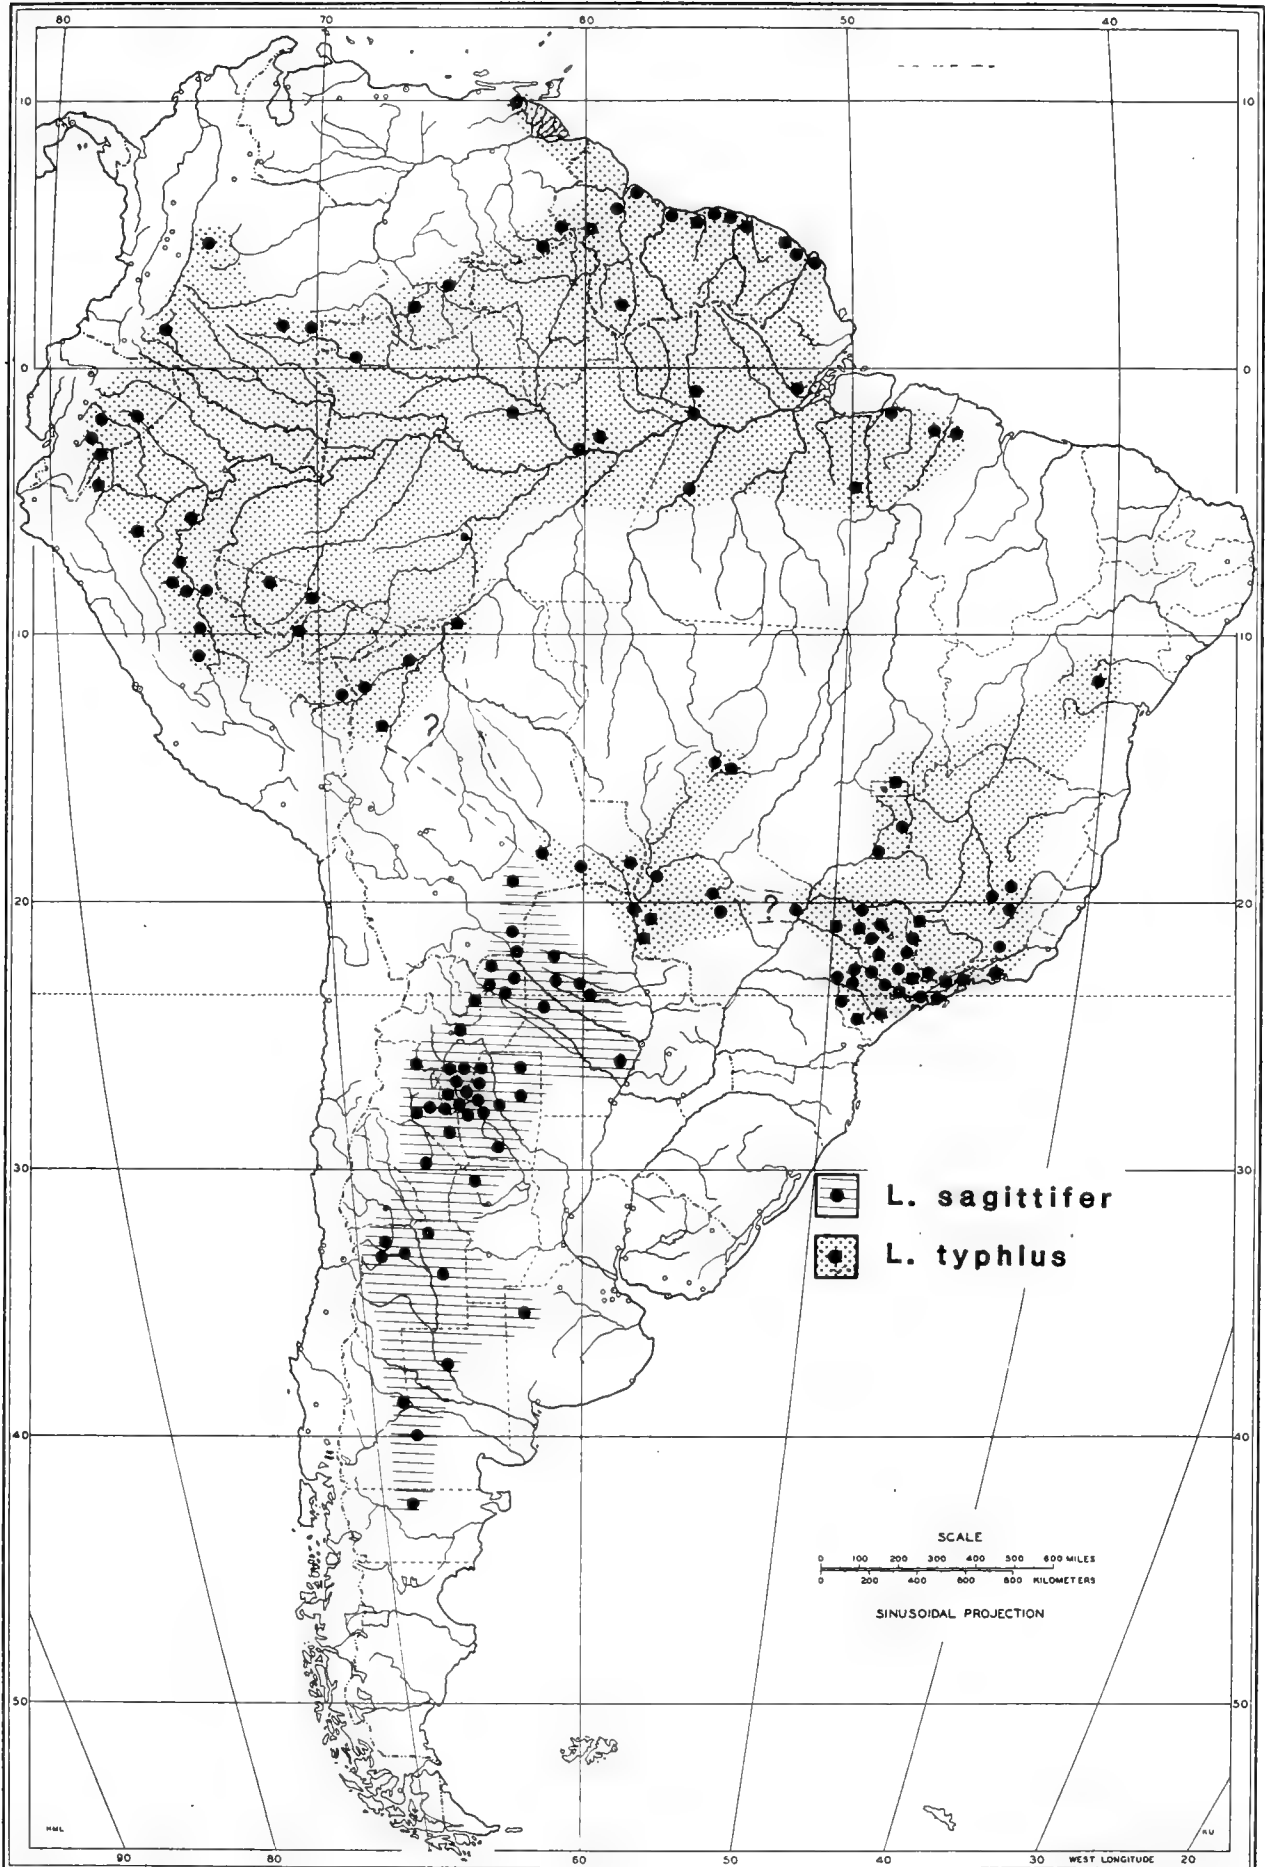 80 70 60 50 40
10 10
0 0
10 10
?
20 ? 20
30 30
L. sagittifer
L. typhlus
40 40
SCALE
0 100 200 300 400 500 600 MILES
0 200 400 600 800 KILOMETERS
SINUSOIDAL PROJECTION
50 50
HML RU
90 80 60 50 40 30 WEST LONGITUDE 20